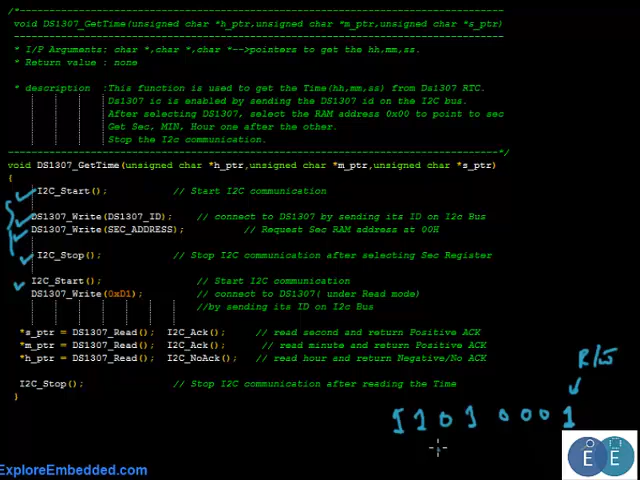 /*----------------------------------------------------------------------------------
void DS1307_GetTime(unsigned char *h_ptr,unsigned char *m_ptr,unsigned char *s_ptr)
------------------------------------------------------------------------------------
* I/P Arguments: char *,char *,char *-->pointers to get the hh,mm,ss.
* Return value : none
* description :This function is used to get the Time(hh,mm,ss) from Ds1307 RTC.
Ds1307 ic is enabled by sending the DS1307 id on the I2C bus.
After selecting DS1307, select the RAM address 0x00 to point to sec
Get Sec, MIN, Hour one after the other.
Stop the I2c communication.
------------------------------------------------------------------------------------*/
void DS1307_GetTime(unsigned char *h_ptr,unsigned char *m_ptr,unsigned char *s_ptr)
{
I2C_Start(); // Start I2C communication
DS1307_Write(DS1307_ID); // connect to DS1307 by sending its ID on I2c Bus
DS1307_Write(SEC_ADDRESS); // Request Sec RAM address at 00H
I2C_Stop(); // Stop I2C communication after selecting Sec Register
I2C_Start(); // Start I2C communication
DS1307_Write(0xD1); // connect to DS1307( under Read mode)
//by sending its ID on I2c Bus
*s_ptr = DS1307_Read(); I2C_Ack(); // read second and return Positive ACK
*m_ptr = DS1307_Read(); I2C_Ack(); // read minute and return Positive ACK
*h_ptr = DS1307_Read(); I2C_NoAck(); // read hour and return Negative/No ACK
I2C_Stop(); // Stop I2C communication after reading the Time
}
R/W
1 1 0 1 0 0 0 1
ExploreEmbedded.com
E E